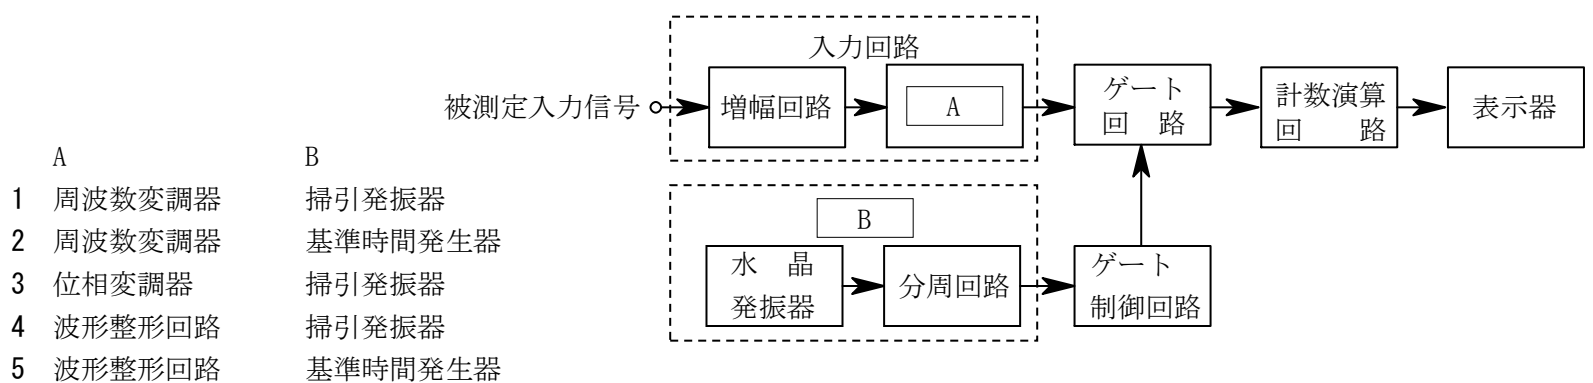 入力回路
被測定入力信号
増幅回路
A
ゲート
回　路
計数演算
回　　路
表示器
B
水　晶
発振器
分周回路
ゲート
制御回路
A　B
1　周波数変調器　掃引発振器
2　周波数変調器　基準時間発生器
3　位相変調器　掃引発振器
4　波形整形回路　掃引発振器
5　波形整形回路　基準時間発生器